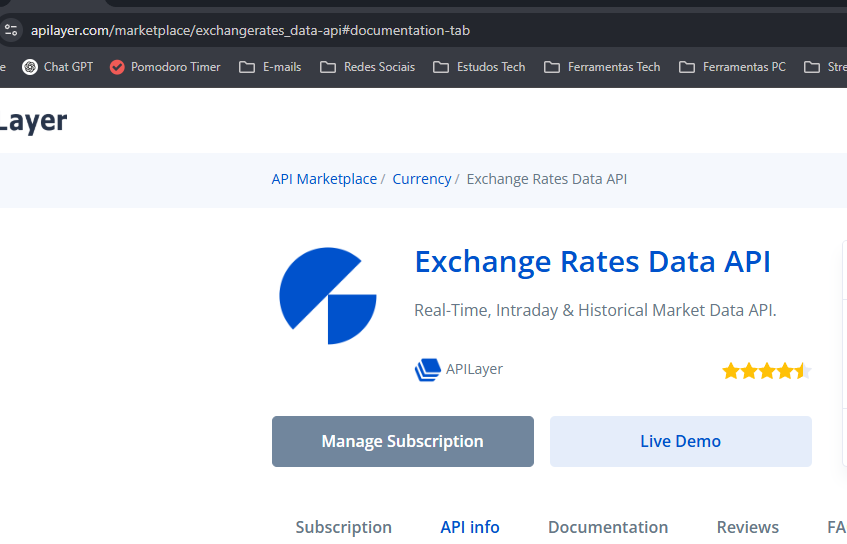 apilayer.com/marketplace/exchangerates_data-api#documentation-tab
e Chat GPT Pomodoro Timer E-mails Redes Sociais Estudos Tech Ferramentas Tech Ferramentas PC Stre
Layer
API Marketplace / Currency / Exchange Rates Data API
Exchange Rates Data API
Real-Time, Intraday & Historical Market Data API.
APILayer
Manage Subscription Live Demo
Subscription API info Documentation Reviews FA